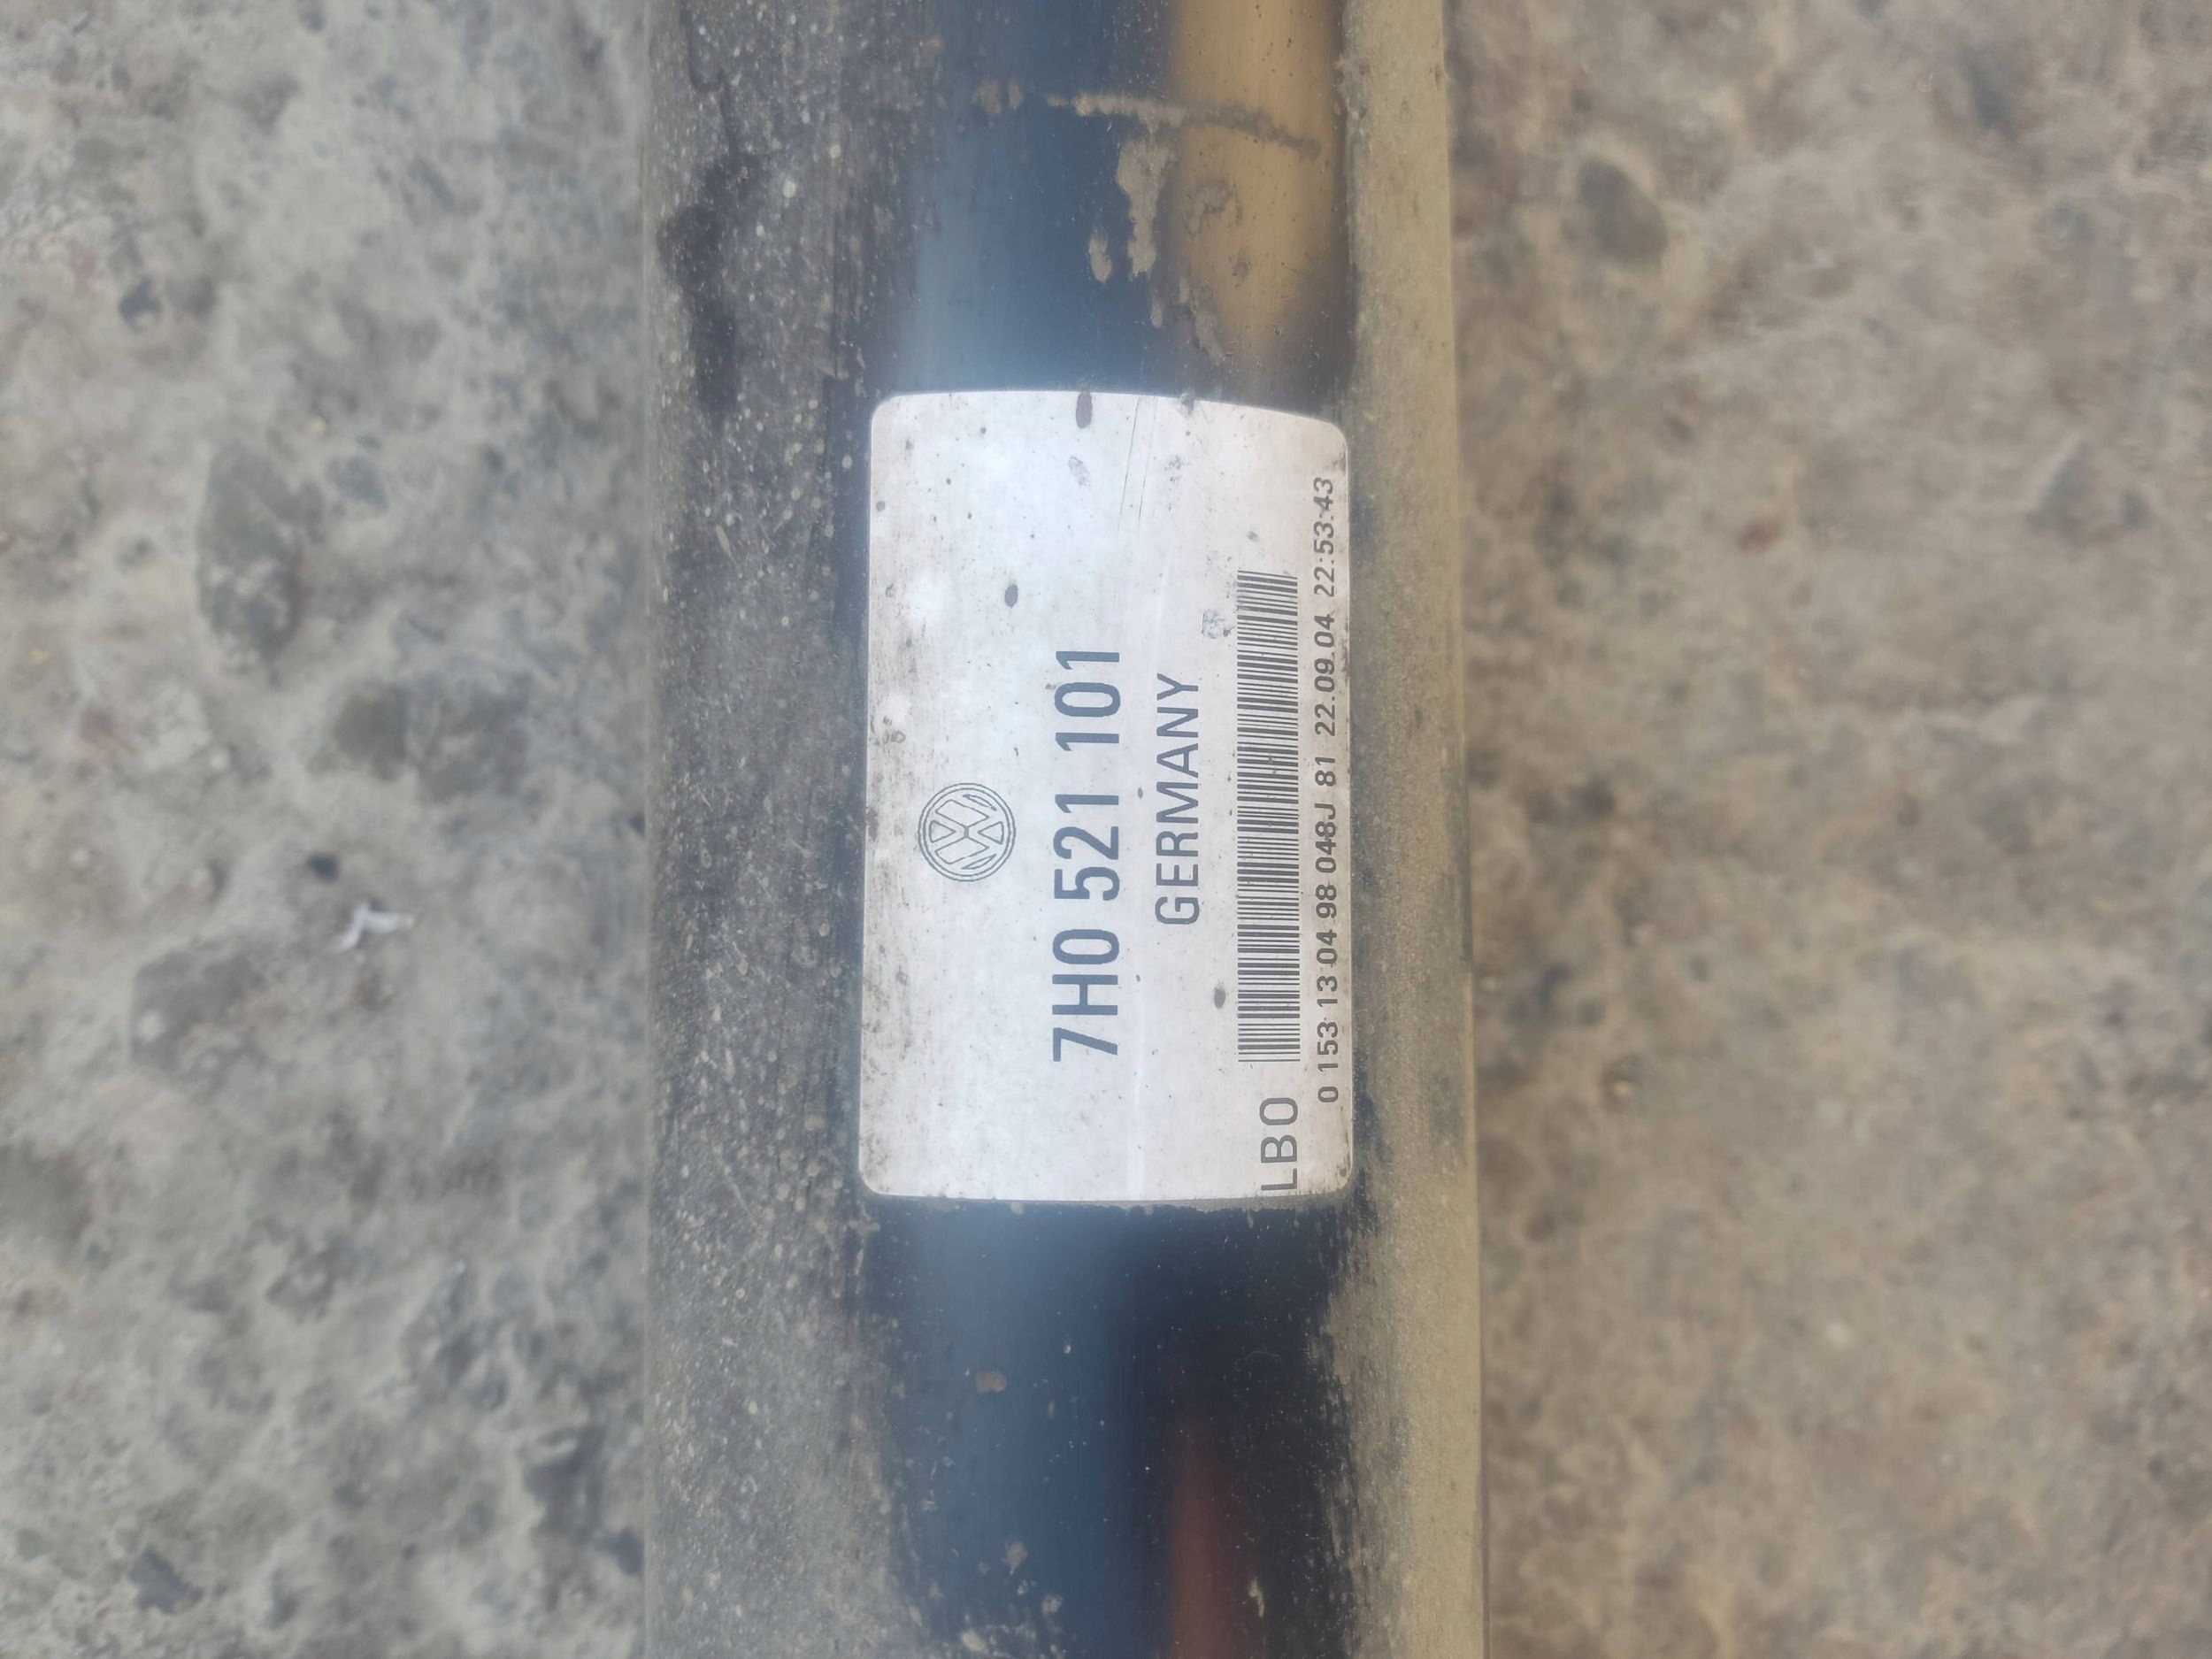 7H0 521 101
GERMANY
LBO
0 153 13 04 98 048J 81 22.09.04 22:53:43